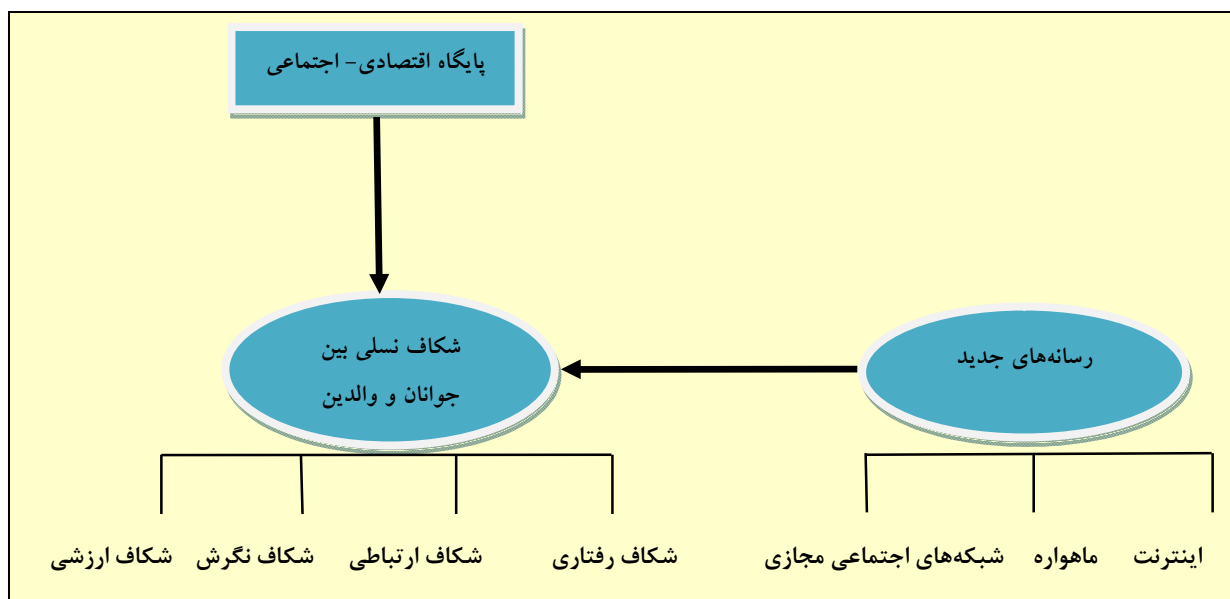 پایگاه اقتصادی- اجتماعی
رسانه‌های جدید
شکاف نسلی بین
جوانان و والدین
اینترنت
ماهواره
شبکه‌های اجتماعی مجازی
شکاف رفتاری
شکاف ارتباطی
شکاف نگرش
شکاف ارزشی